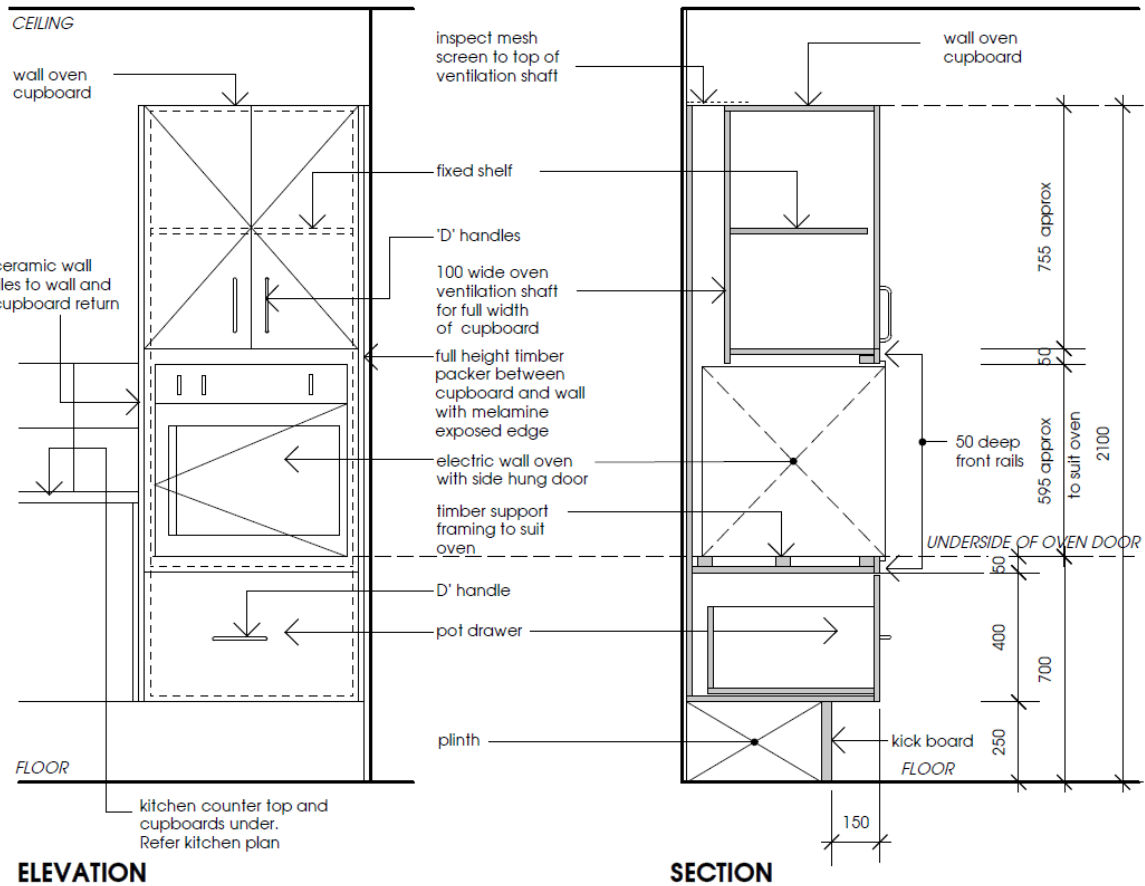 CEILING
wall oven
cupboard
ceramic wall
tiles to wall and
cupboard return
inspect mesh
screen to top of
ventilation shaft
fixed shelf
'D' handles
100 wide oven
ventilation shaft
for full width
of cupboard
full height timber
packer between
cupboard and wall
with melamine
exposed edge
electric wall oven
with side hung door
timber support
framing to suit
oven
D' handle
pot drawer
plinth
FLOOR
kitchen counter top and
cupboards under.
Refer kitchen plan
ELEVATION
wall oven
cupboard
755 approx
50
595 approx
to suit oven
2100
50 deep
front rails
UNDERSIDE OF OVEN DOOR
50
400
700
250
kick board
FLOOR
150
SECTION